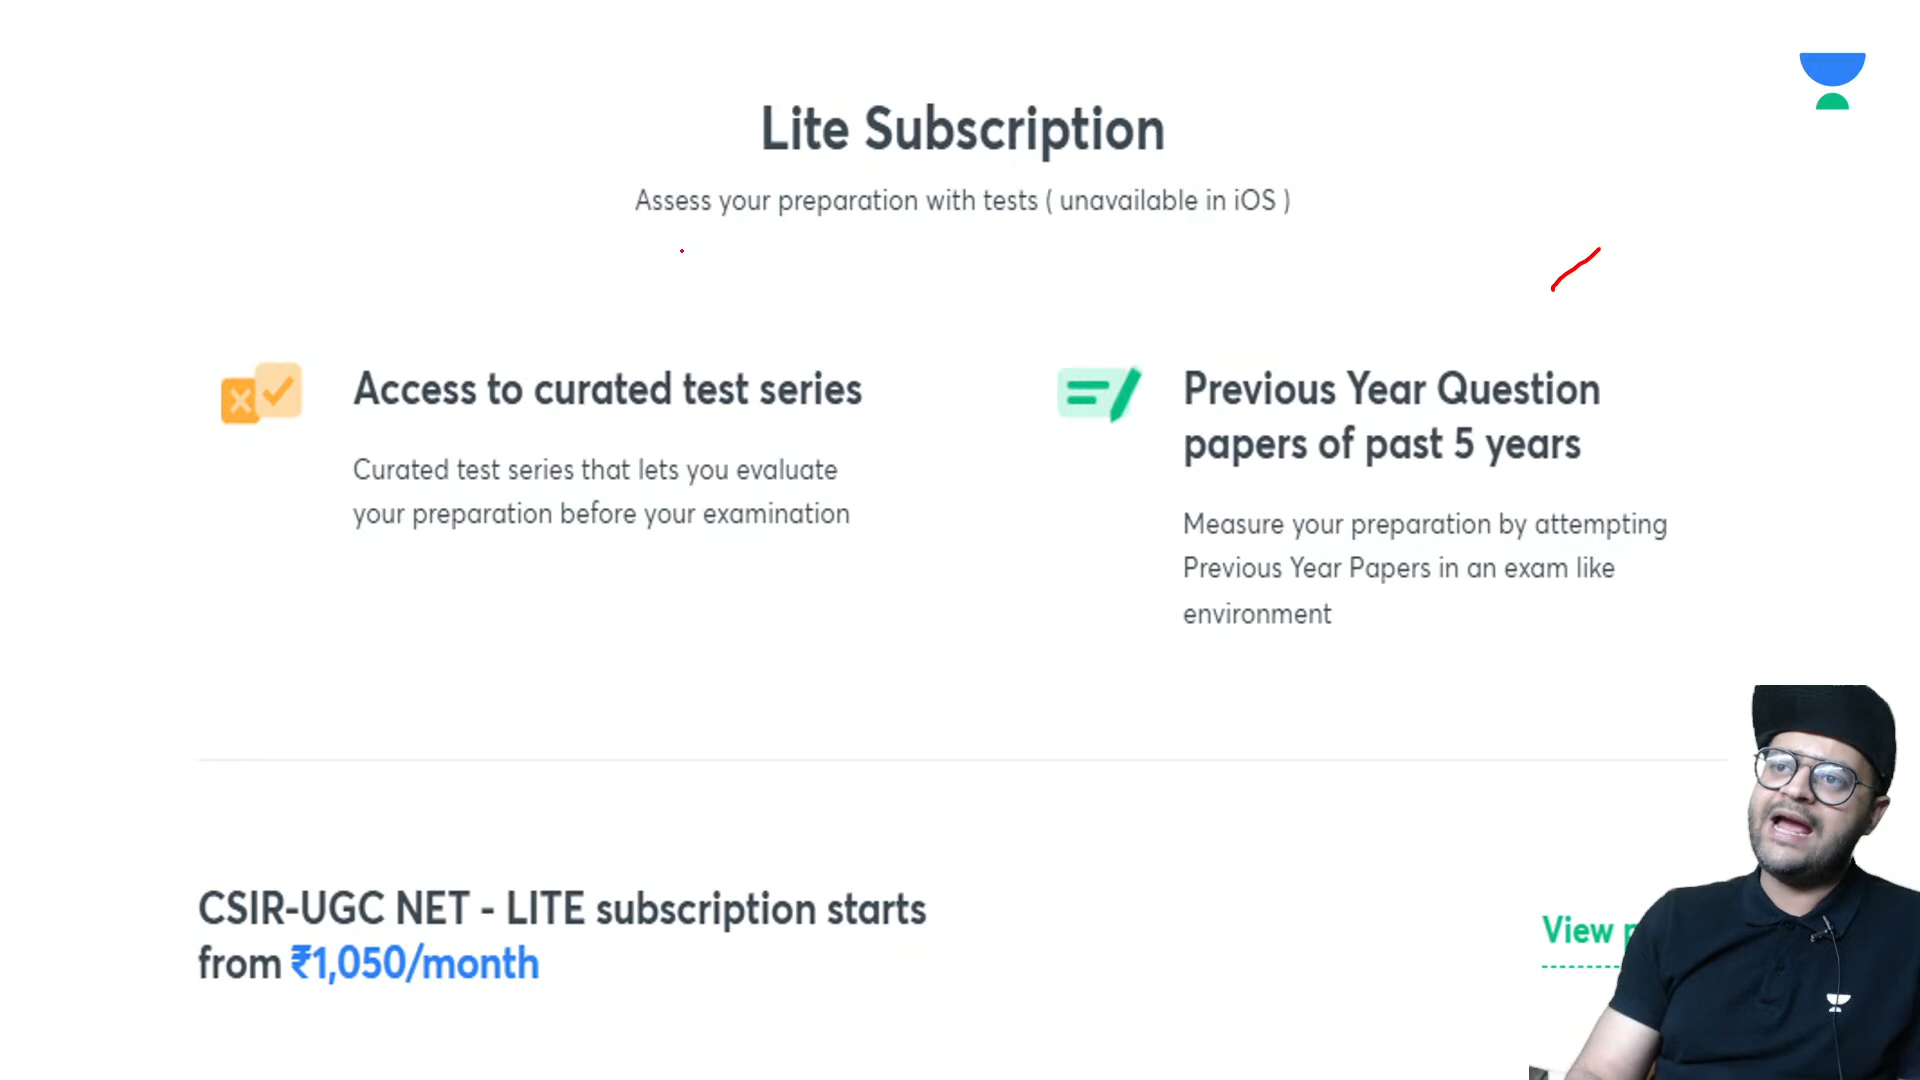 Lite Subscription
Assess your preparation with tests ( unavailable in iOS )
Access to curated test series
Curated test series that lets you evaluate
your preparation before your examination
Previous Year Question
papers of past 5 years
Measure your preparation by attempting
Previous Year Papers in an exam like
environment
CSIR-UGC NET - LITE subscription starts
from ₹1,050/month
View